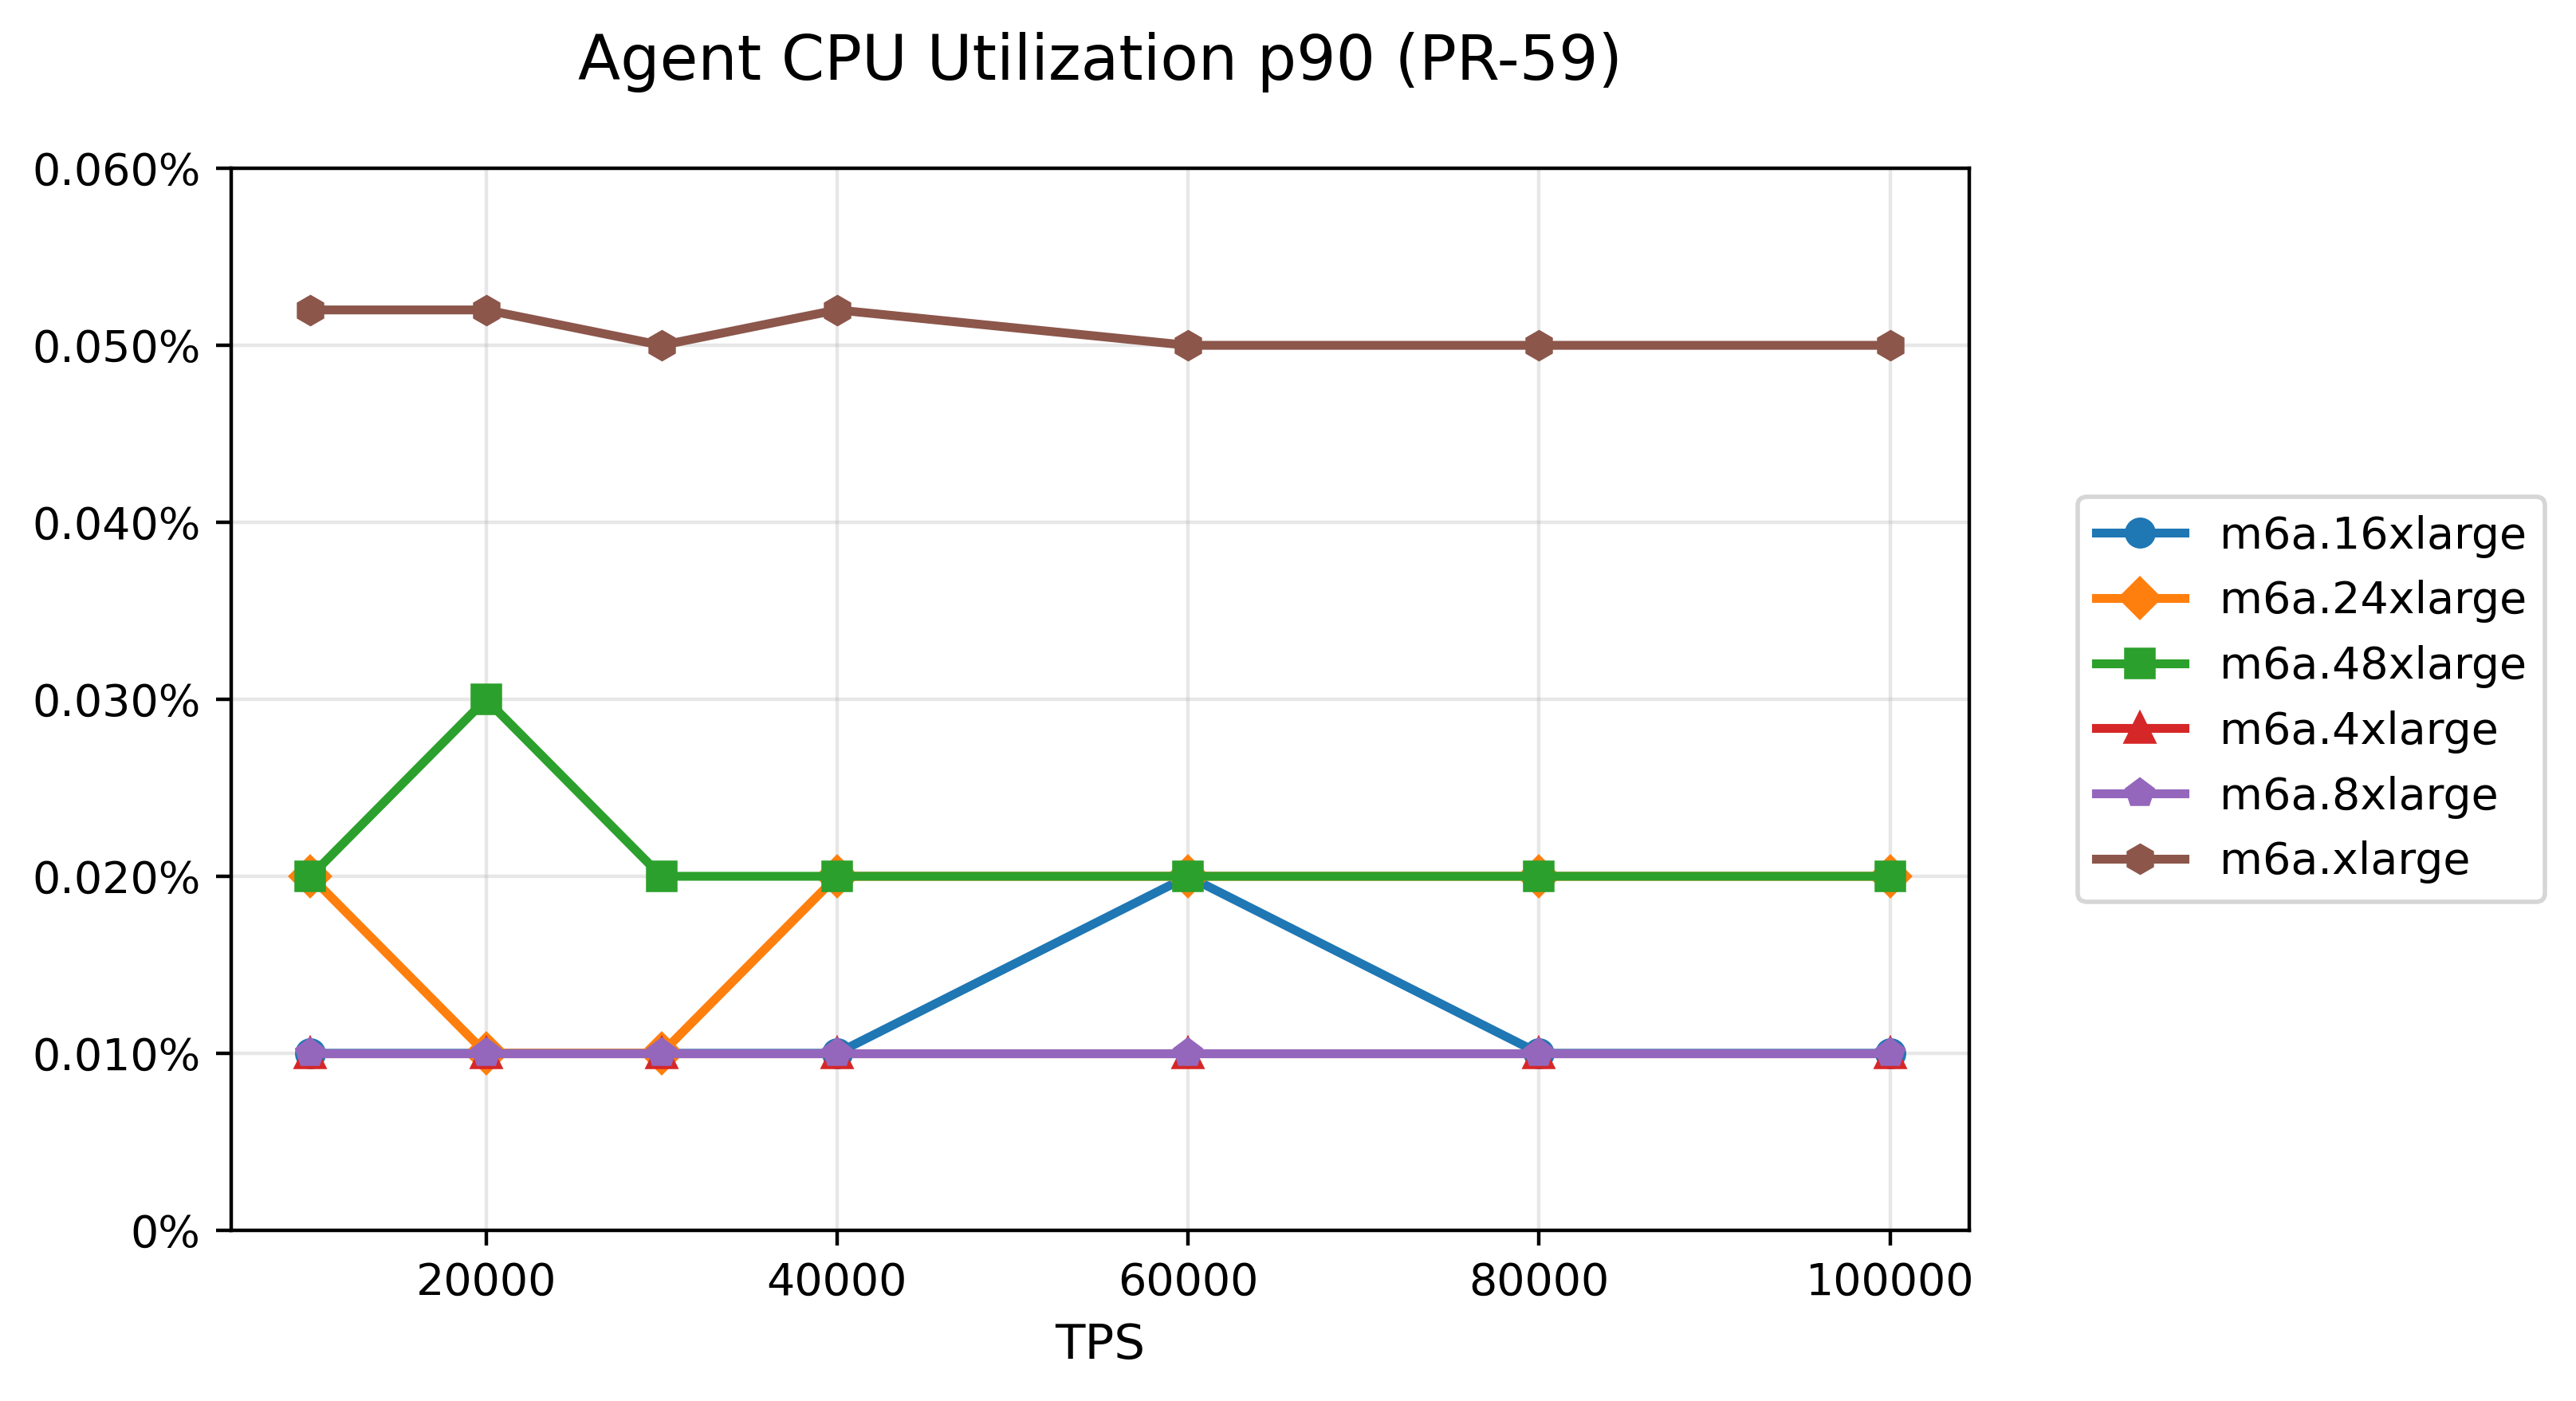 Agent CPU Utilization p90 (PR-59)
0.060%
0.050%
0.040%
0.030%
0.020%
0.010%
0%
20000 40000 60000 80000 100000
TPS
m6a.16xlarge
m6a.24xlarge
m6a.48xlarge
m6a.4xlarge
m6a.8xlarge
m6a.xlarge